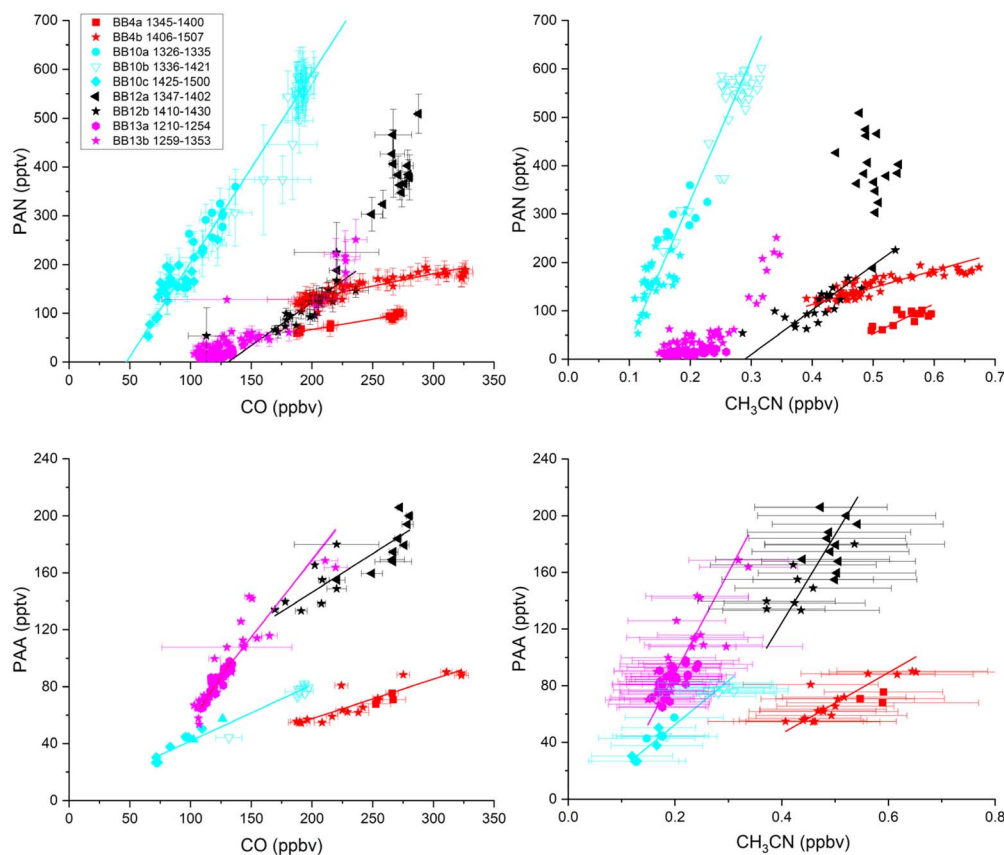 BB4a 1345-1400
BB4b 1406-1507
BB10a 1326-1335
BB10b 1336-1421
BB10c 1425-1500
BB12a 1347-1402
BB12b 1410-1430
BB13a 1210-1254
BB13b 1259-1353
PAN (pptv)
700
600
500
400
300
200
100
0
0 50 100 150 200 250 300 350
CO (ppbv)
PAN (pptv)
700
600
500
400
300
200
100
0
0.0 0.1 0.2 0.3 0.4 0.5 0.6 0.7
CH₃CN (ppbv)
PAA (pptv)
240
200
160
120
80
40
0
0 50 100 150 200 250 300 350
CO (ppbv)
PAA (pptv)
240
200
160
120
80
40
0
0.0 0.2 0.4 0.6 0.8
CH₃CN (ppbv)